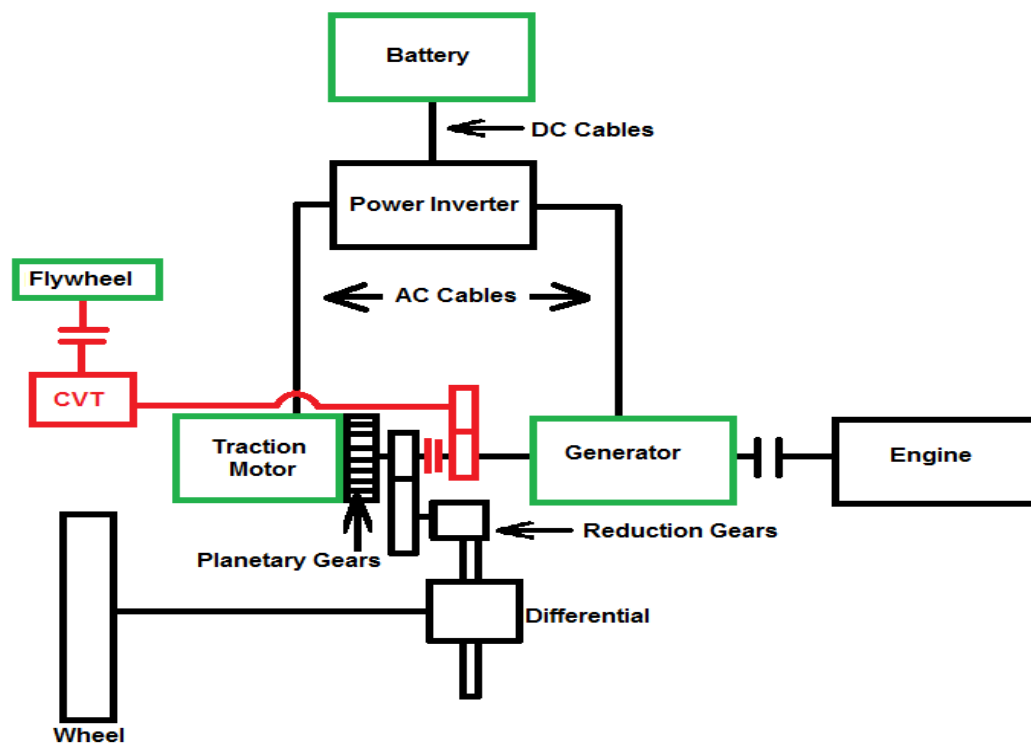 Battery
DC Cables
Power Inverter
Flywheel
AC Cables
CVT
Traction
Motor
Generator
Engine
Reduction Gears
Planetary Gears
Differential
Wheel